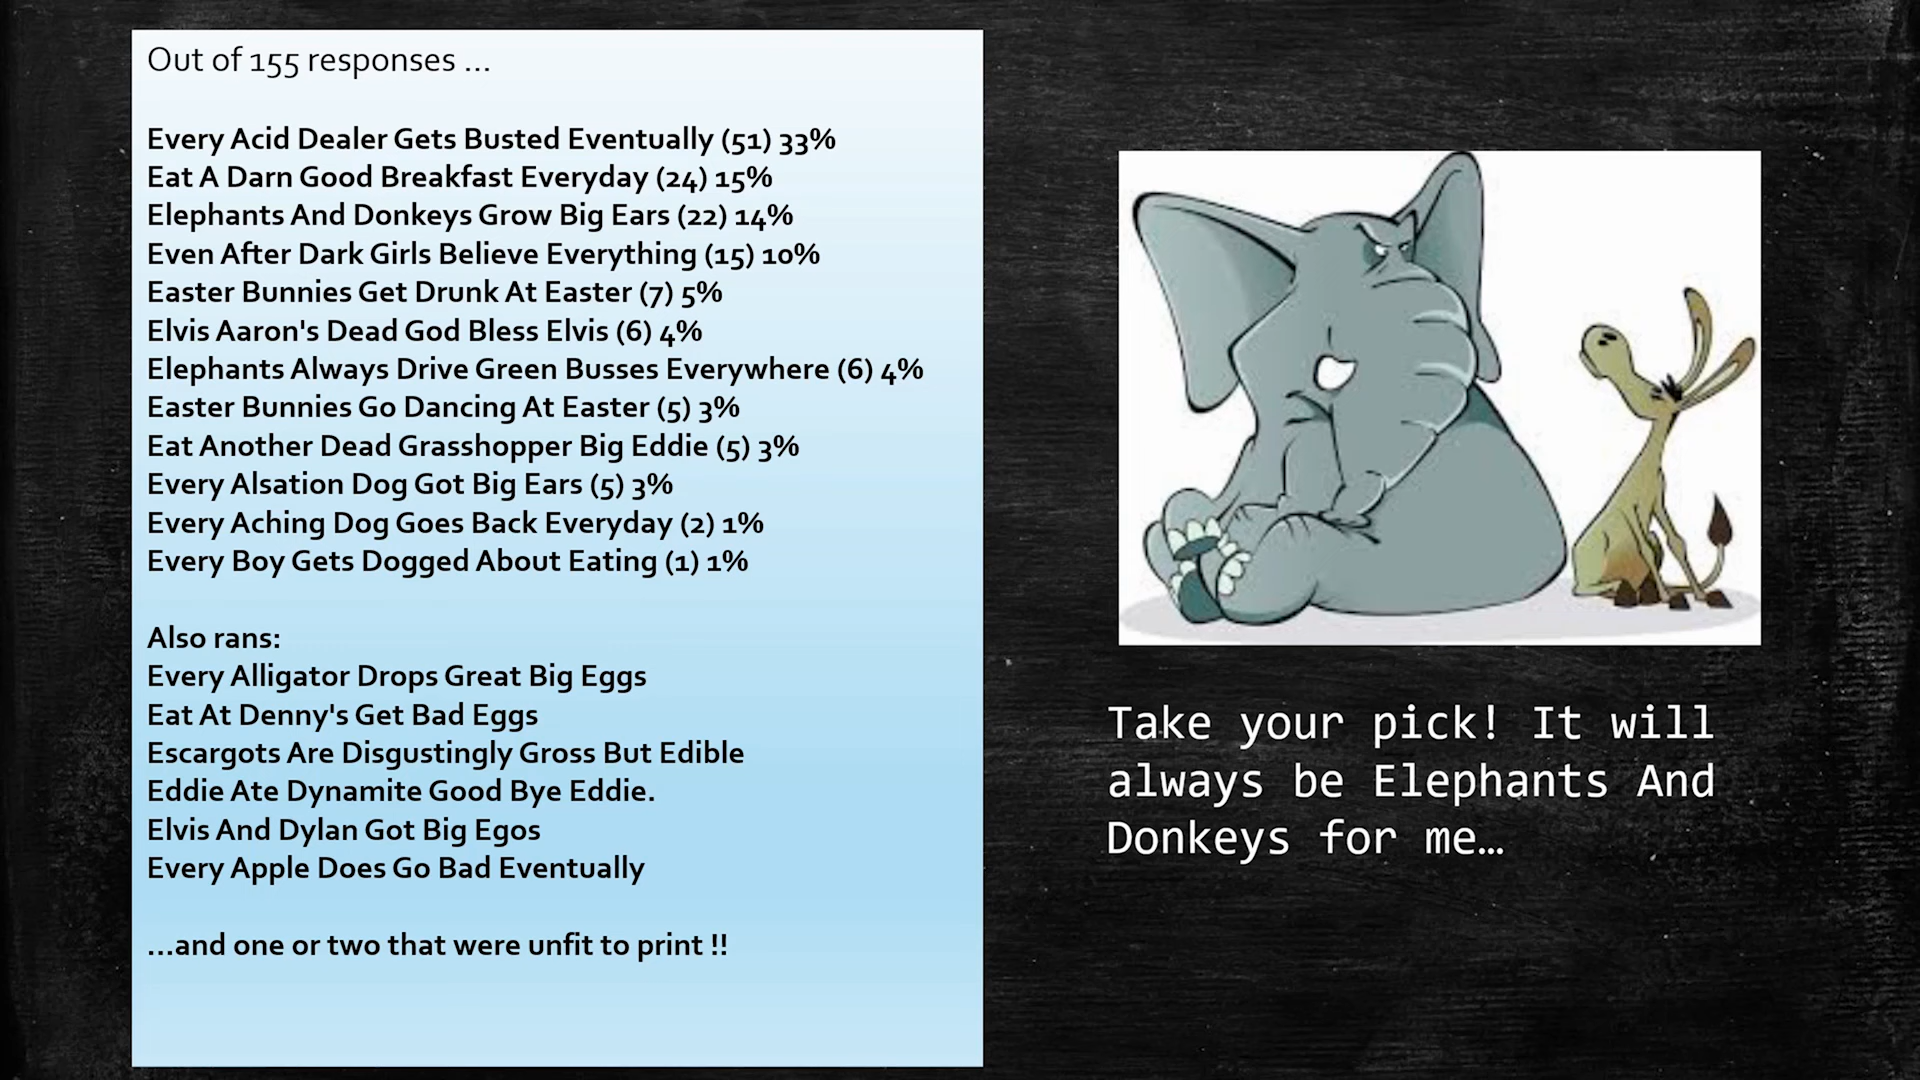 Out of 155 responses ...
Every Acid Dealer Gets Busted Eventually (51) 33%
Eat A Darn Good Breakfast Everyday (24) 15%
Elephants And Donkeys Grow Big Ears (22) 14%
Even After Dark Girls Believe Everything (15) 10%
Easter Bunnies Get Drunk At Easter (7) 5%
Elvis Aaron's Dead God Bless Elvis (6) 4%
Elephants Always Drive Green Busses Everywhere (6) 4%
Easter Bunnies Go Dancing At Easter (5) 3%
Eat Another Dead Grasshopper Big Eddie (5) 3%
Every Alsation Dog Got Big Ears (5) 3%
Every Aching Dog Goes Back Everyday (2) 1%
Every Boy Gets Dogged About Eating (1) 1%
Also rans:
Every Alligator Drops Great Big Eggs
Eat At Denny's Get Bad Eggs
Escargots Are Disgustingly Gross But Edible
Eddie Ate Dynamite Good Bye Eddie.
Elvis And Dylan Got Big Egos
Every Apple Does Go Bad Eventually
...and one or two that were unfit to print !!
Take your pick! It will
always be Elephants And
Donkeys for me…